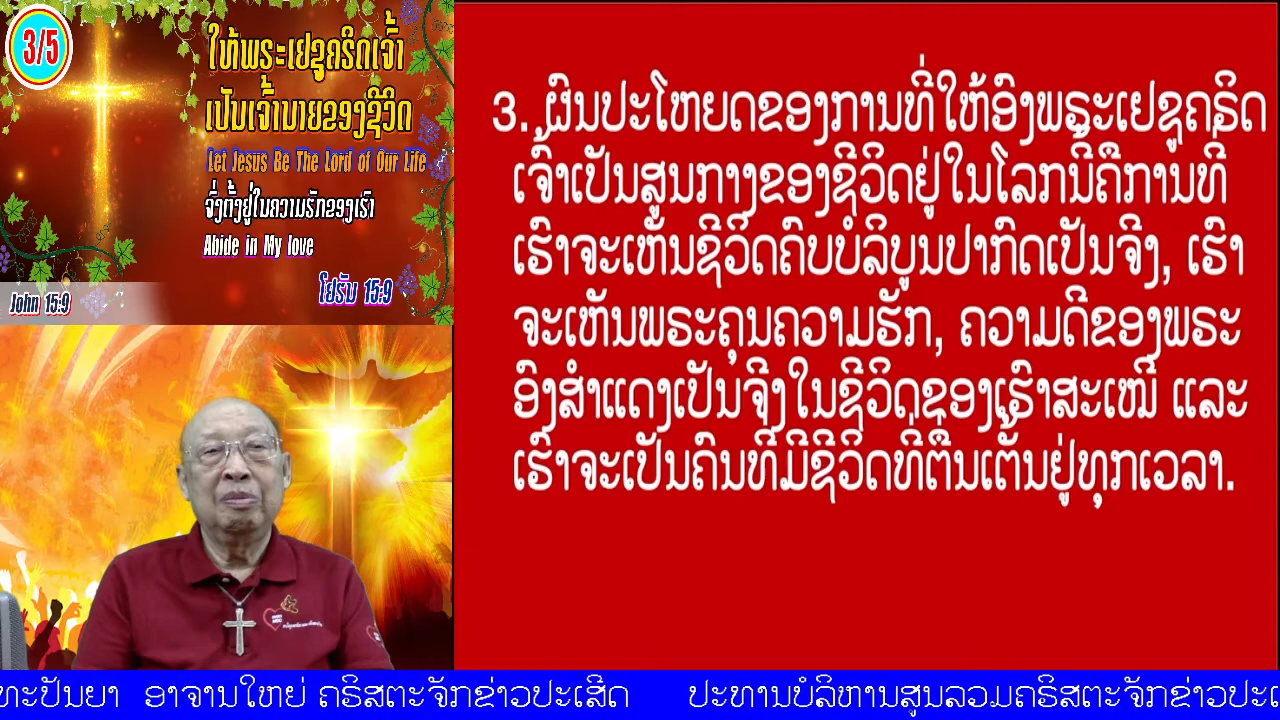 3/5
ໃຫ້ພຣະເຢຊູຄຣິດເຈົ້າ
ເປັນເຈົ້ານາຍຂອງຊີວິດ
Let Jesus Be The Lord of Our Life
ຈົ່ງຕັ້ງຢູ່ໃນຄວາມຮັກຂອງເຮົາ
Abide in My love
ໂຢຮັນ 15:9
John 15:9
3. ຜົນປະໂຫຍດຂອງການທີ່ໃຫ້ອົງພຣະເຢຊູຄຣິດ
ເຈົ້າເປັນສູນກາງຂອງຊີວິດຢູ່ໃນໂລກນີ້ຄືການທີ່
ເຮົາຈະເຫັນຊີວິດຄົບບໍລິບູນປາກົດເປັນຈີງ, ເຮົາ
ຈະເຫັນພຣະຄຸນຄວາມຮັກ, ຄວາມດີຂອງພຣະ
ອົງສຳແດງເປັນຈີງໃນຊີວິດຂອງເຮົາສະເໝີ ແລະ
ເຮົາຈະເປັນຄົນທີ່ມີຊີວິດທີ່ຕື່ນເຕັ້ນຢູ່ທຸກເວລາ.
ທະປັນຍາ ອາຈານໃຫຍ່ ຄຣິສຕະຈັກຂ່າວປະເສີດ ປະທານບໍລິຫານສູນລວມຄຣິສຕະຈັກຂ່າວປະເ